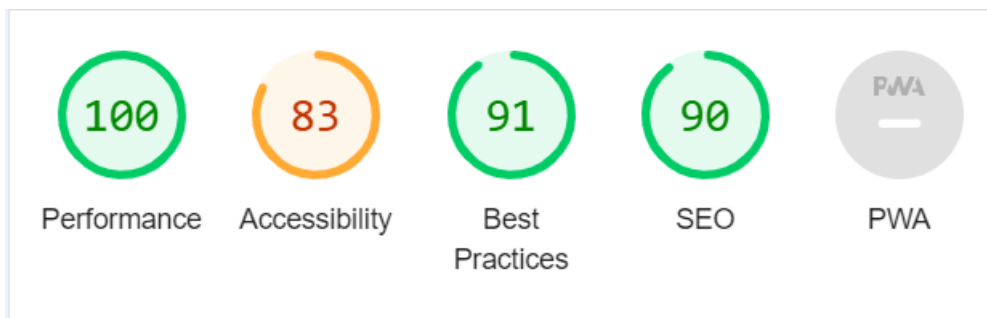 100
83
91
90
PWA
Performance
Accessibility
Best
Practices
SEO
PWA